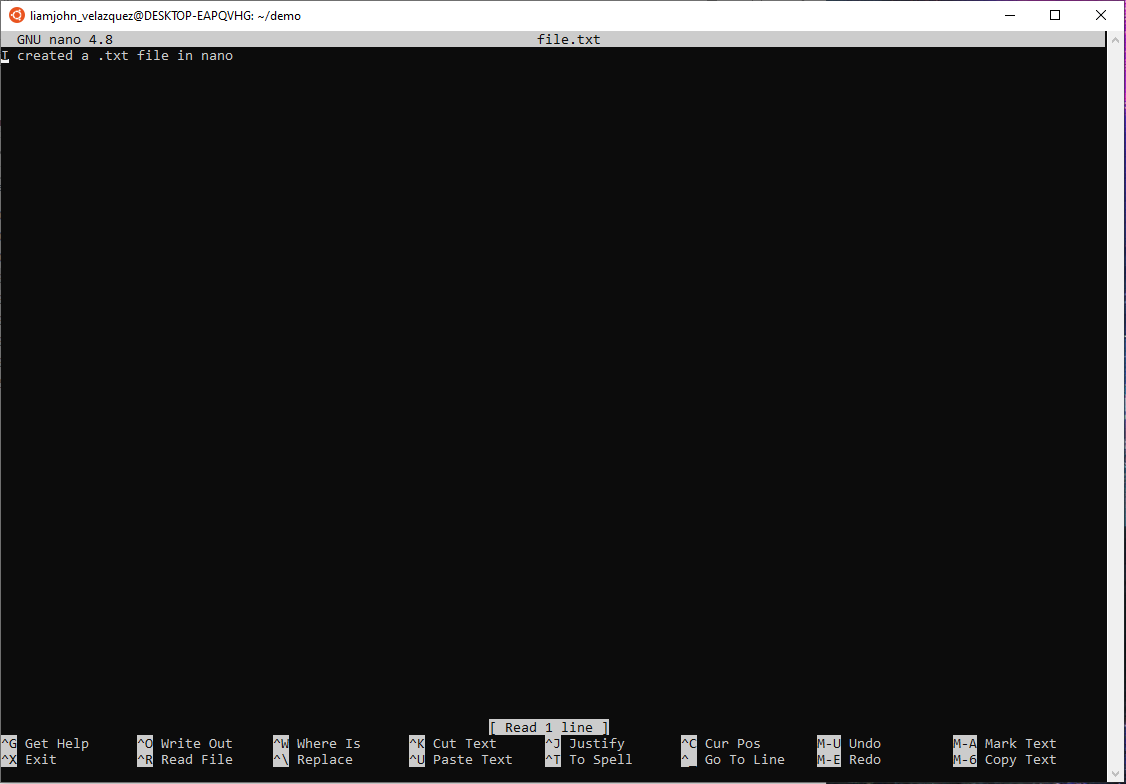 liamjohn_velazquez@DESKTOP-EAPQVHG: ~/demo
GNU nano 4.8 file.txt
I created a .txt file in nano
[ Read 1 line ]
^G Get Help ^O Write Out ^W Where Is ^K Cut Text ^J Justify ^C Cur Pos M-U Undo M-A Mark Text
^X Exit ^R Read File ^\ Replace ^U Paste Text ^T To Spell ^_ Go To Line M-E Redo M-6 Copy Text